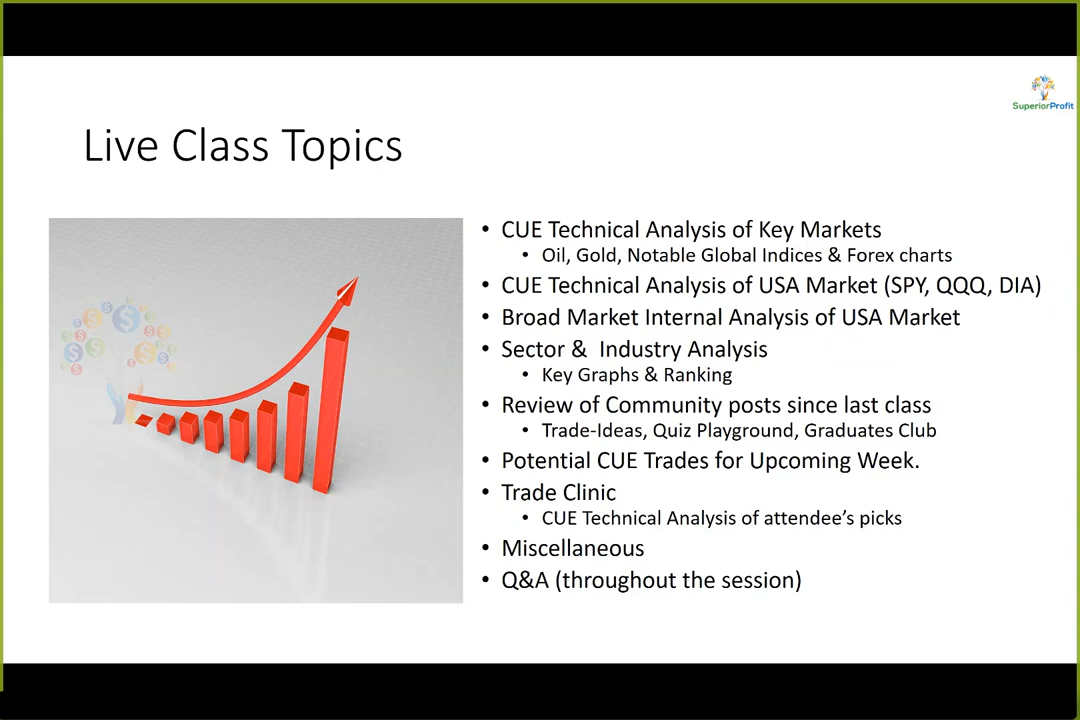 SuperiorProfit
Live Class Topics
• CUE Technical Analysis of Key Markets
• Oil, Gold, Notable Global Indices & Forex charts
• CUE Technical Analysis of USA Market (SPY, QQQ, DIA)
• Broad Market Internal Analysis of USA Market
• Sector & Industry Analysis
• Key Graphs & Ranking
• Review of Community posts since last class
• Trade-Ideas, Quiz Playground, Graduates Club
• Potential CUE Trades for Upcoming Week.
• Trade Clinic
• CUE Technical Analysis of attendee’s picks
• Miscellaneous
• Q&A (throughout the session)